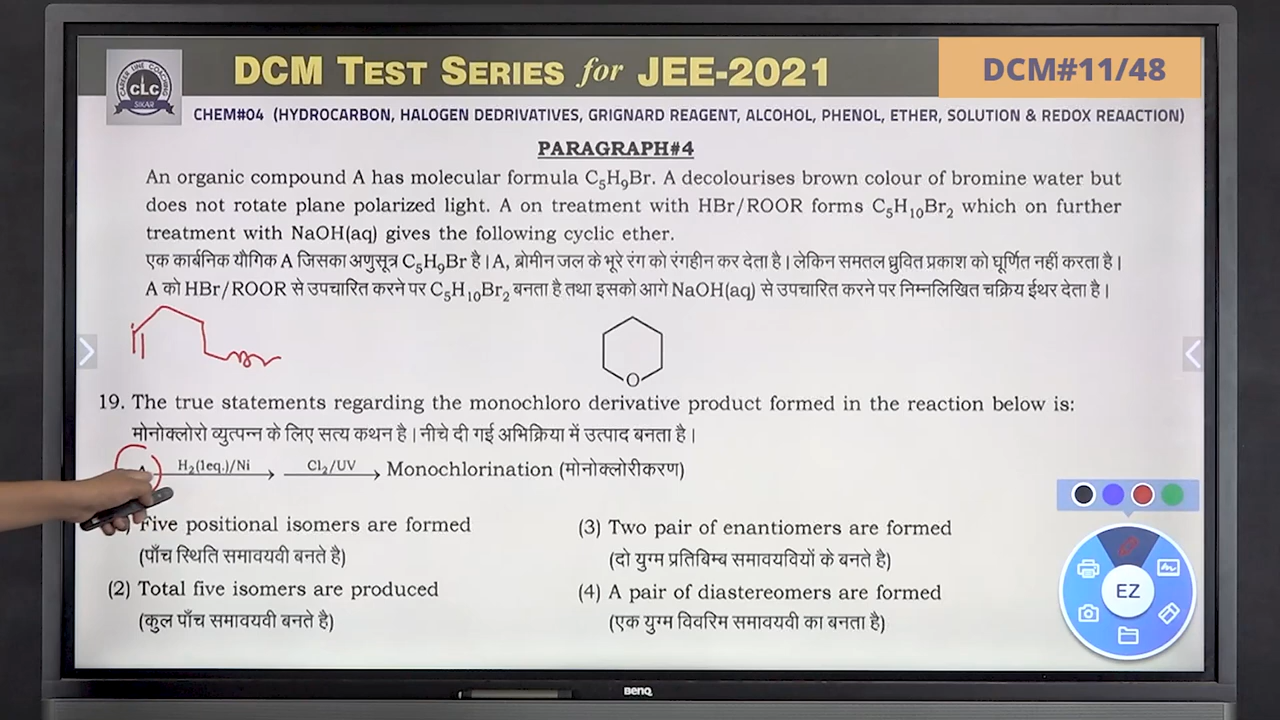 DCM TEST SERIES for JEE-2021
DCM#11/48
CAREER LINE COACHING
CLC
SIKAR
CHEM#04 (HYDROCARBON, HALOGEN DEDRIVATIVES, GRIGNARD REAGENT, ALCOHOL, PHENOL, ETHER, SOLUTION & REDOX REAACTION)
PARAGRAPH#4
An organic compound A has molecular formula C₅H₉Br. A decolourises brown colour of bromine water but
does not rotate plane polarized light. A on treatment with HBr/ROOR forms C₅H₁₀Br₂ which on further
treatment with NaOH(aq) gives the following cyclic ether.
एक कार्बनिक यौगिक A जिसका अणुसूत्र C₅H₉Br है। A, ब्रोमीन जल के भूरे रंग को रंगहीन कर देता है। लेकिन समतल ध्रुवित प्रकाश को घूर्णित नहीं करता है।
A को HBr/ROOR से उपचारित करने पर C₅H₁₀Br₂ बनता है तथा इसको आगे NaOH(aq) से उपचारित करने पर निम्नलिखित चक्रिय ईथर देता है।
O
19. The true statements regarding the monochloro derivative product formed in the reaction below is:
मोनोक्लोरो व्युत्पन्न के लिए सत्य कथन है। नीचे दी गई अभिक्रिया में उत्पाद बनता है।
H₂(1eq.)/Ni Cl₂/UV Monochlorination (मोनोक्लोरीकरण)
Five positional isomers are formed
(पाँच स्थिति समावयवी बनते है)
(2) Total five isomers are produced
(कुल पाँच समावयवी बनते है)
(3) Two pair of enantiomers are formed
(दो युग्म प्रतिबिम्ब समावयवियों के बनते है)
(4) A pair of diastereomers are formed
(एक युग्म विवरिम समावयवी का बनता है)
EZ
BenQ